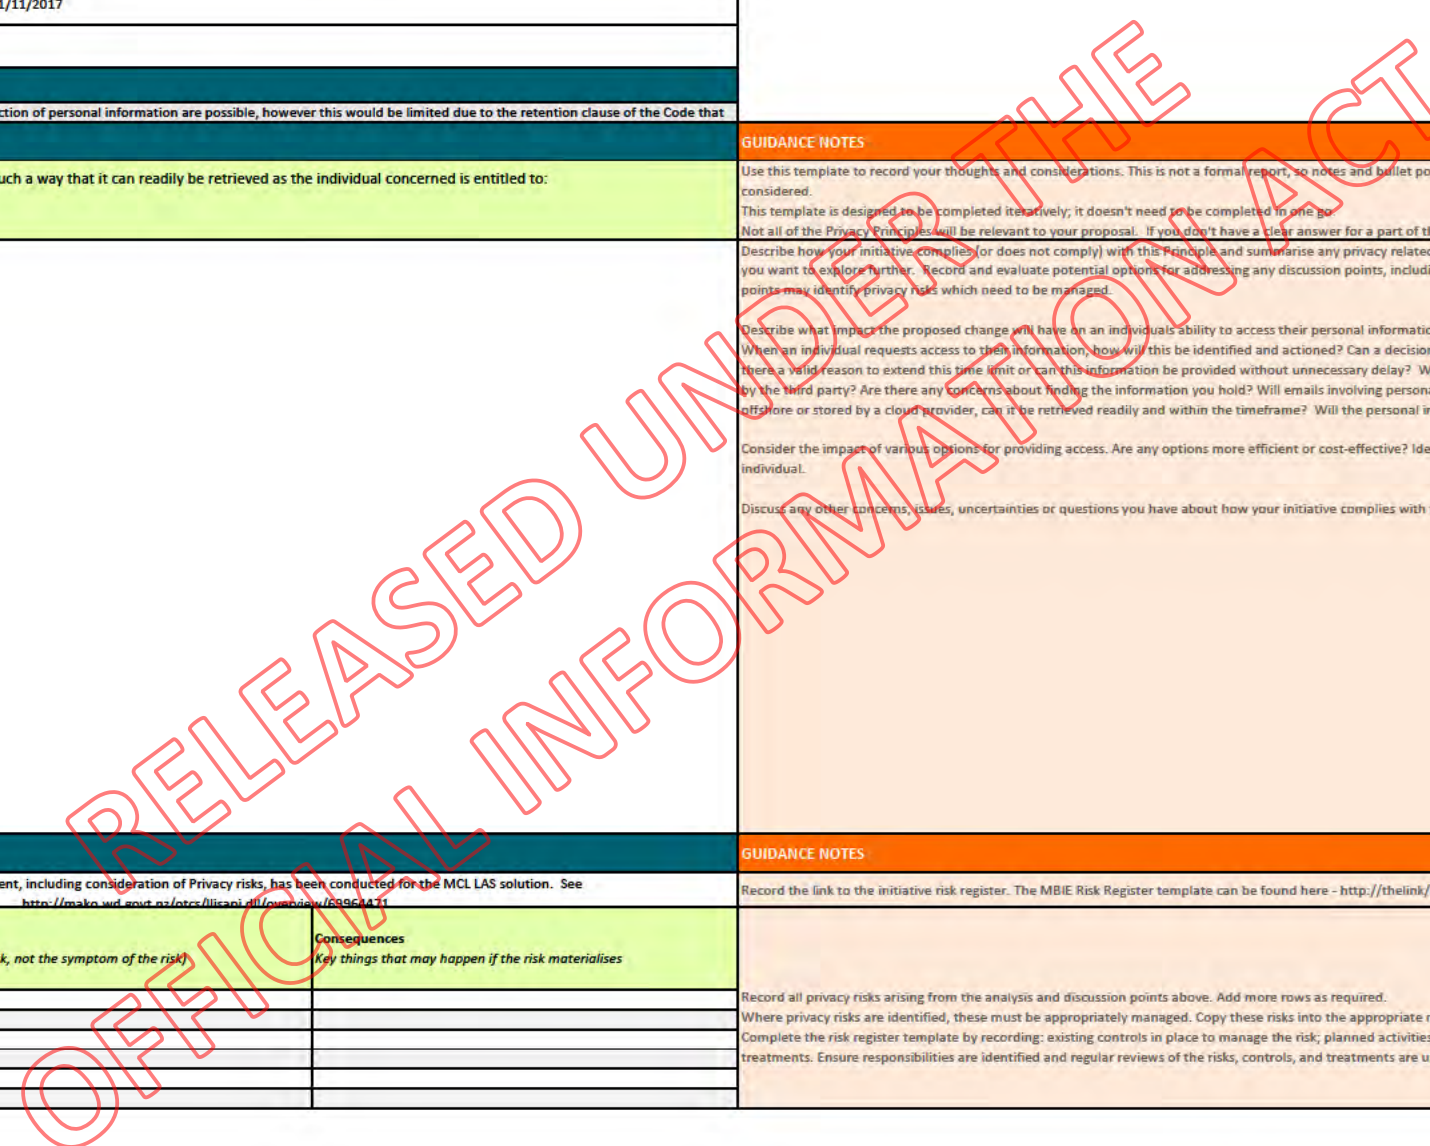 1/11/2017
ction of personal information are possible, however this would be limited due to the retention clause of the Code that
GUIDANCE NOTES
uch a way that it can readily be retrieved as the individual concerned is entitled to:
Use this template to record your thoughts and considerations. This is not a formal report, so notes and bullet po
considered.
This template is designed to be completed iteratively; it doesn't need to be completed in one go.
Not all of the Privacy Principles will be relevant to your proposal. If you don't have a clear answer for a part of th
Describe how your initiative complies (or does not comply) with this Principle and summarise any privacy related
you want to explore further. Record and evaluate potential options for addressing any discussion points, includi
points may identify privacy risks which need to be managed.
Describe what impact the proposed change will have on an individuals ability to access their personal informatio
When an individual requests access to their information, how will this be identified and actioned? Can a decision
there a valid reason to extend this time limit or can this information be provided without unnecessary delay? W
by the third party? Are there any concerns about finding the information you hold? Will emails involving persona
offshore or stored by a cloud provider, can it be retrieved readily and within the timeframe? Will the personal in
Consider the impact of various options for providing access. Are any options more efficient or cost-effective? Ide
individual.
Discuss any other concerns, issues, uncertainties or questions you have about how your initiative complies with
GUIDANCE NOTES
ent, including consideration of Privacy risks, has been conducted for the MCL LAS solution. See
http://mako.wd.govt.nz/otcs/llisapi.dll/overview/69964471
Record the link to the initiative risk register. The MBIE Risk Register template can be found here - http://thelink/
k, not the symptom of the risk)
Consequences
Key things that may happen if the risk materialises
Record all privacy risks arising from the analysis and discussion points above. Add more rows as required.
Where privacy risks are identified, these must be appropriately managed. Copy these risks into the appropriate r
Complete the risk register template by recording: existing controls in place to manage the risk; planned activities
treatments. Ensure responsibilities are identified and regular reviews of the risks, controls, and treatments are u
RELEASED UNDER THE
OFFICIAL INFORMATION ACT